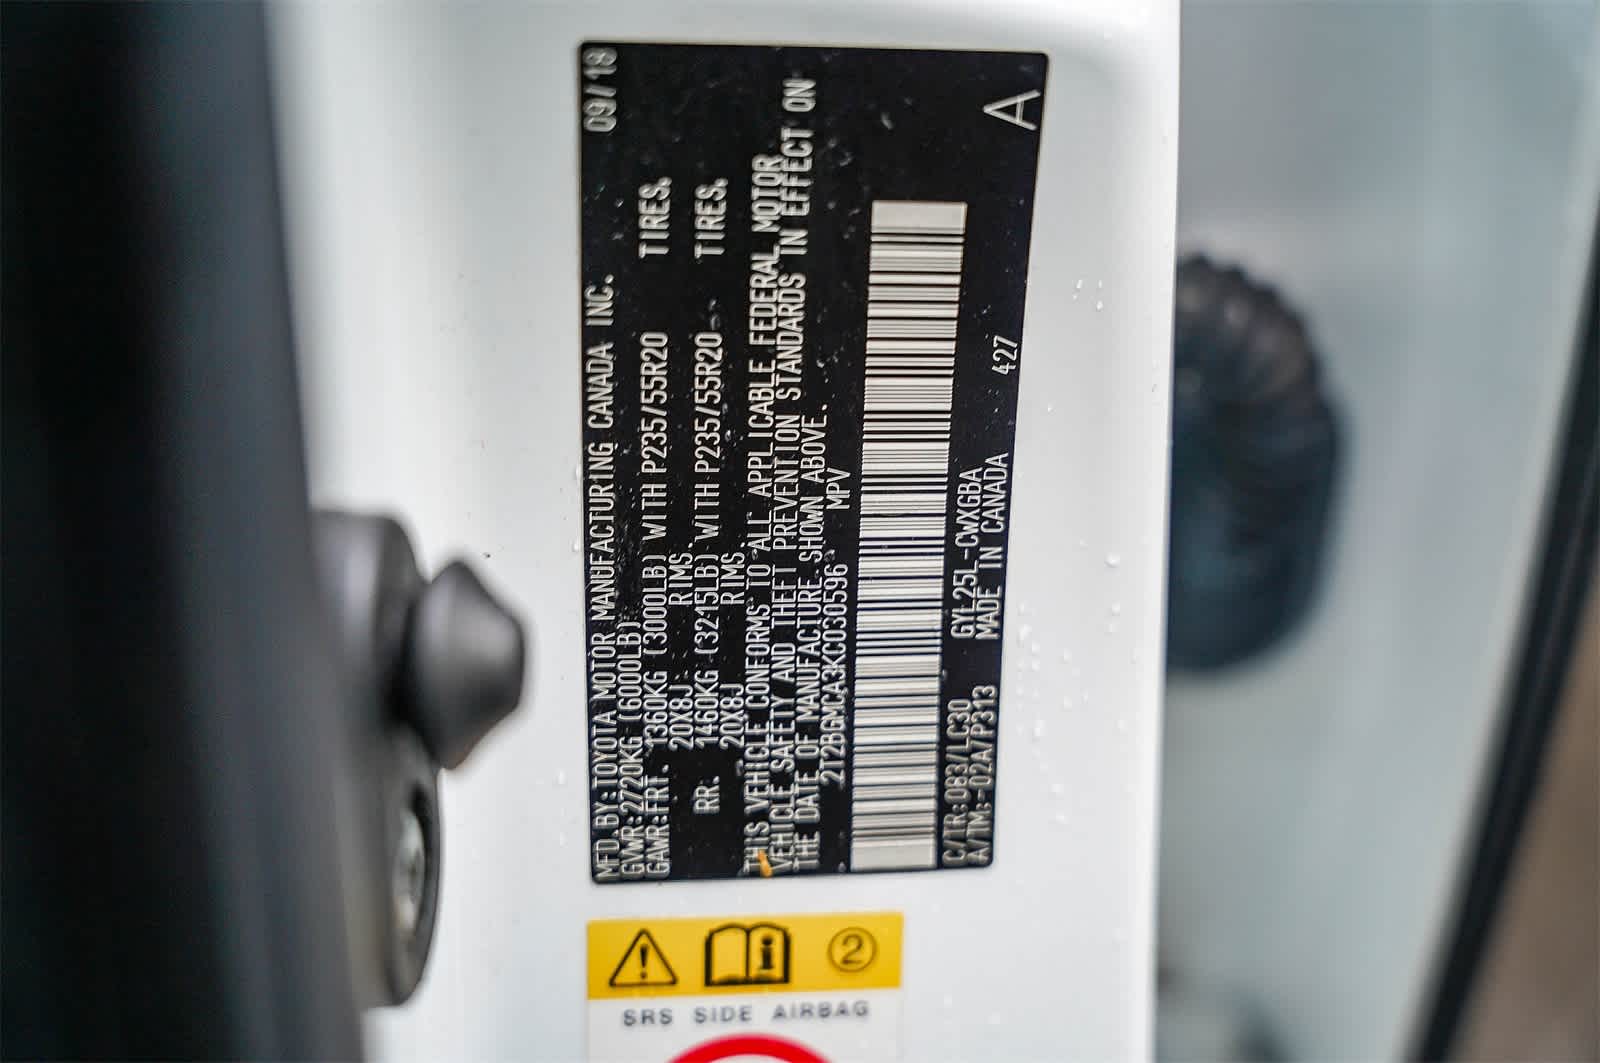 MFD.BY:TOYOTA MOTOR MANUFACTURING CANADA INC. 09/18
GVWR:2720KG(6000LB)
GAWR:FRT. 1360KG (3000LB) WITH P235/55R20 TIRES.
20X8J RIMS.
RR. 1460KG (3215LB) WITH P235/55R20 TIRES.
20X8J RIMS.
THIS VEHICLE CONFORMS TO ALL APPLICABLE FEDERAL MOTOR
VEHICLE SAFETY AND THEFT PREVENTION STANDARDS IN EFFECT ON
THE DATE OF MANUFACTURE SHOWN ABOVE.
2T2BGMCA3KC030596 MPV
C/TR:083/LC30 GYL25L-CWXGBA 427
A/TM:-02A/P313 MADE IN CANADA
A
2
SRS SIDE AIRBAG